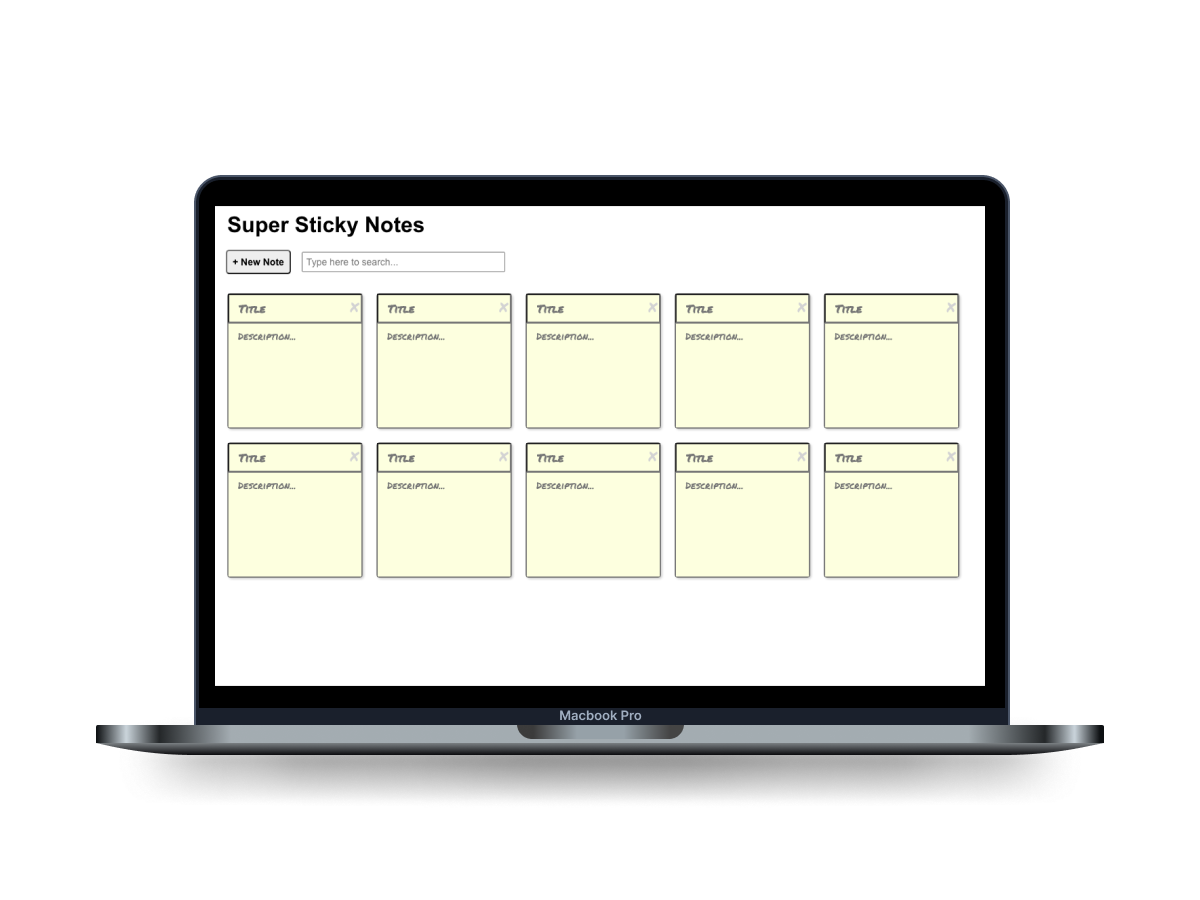 Super Sticky Notes
+ New Note Type here to search...
Title x Title x Title x Title x Title x
Description... Description... Description... Description... Description...
Title x Title x Title x Title x Title x
Description... Description... Description... Description... Description...
Macbook Pro